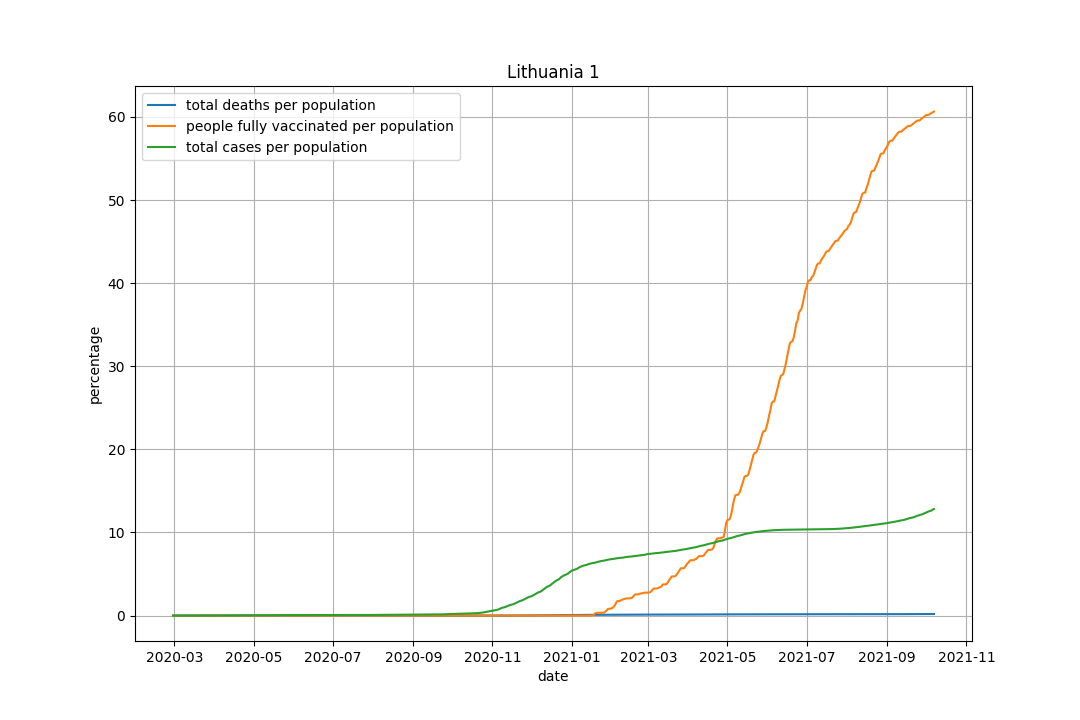 Lithuania 1
total deaths per population
people fully vaccinated per population
total cases per population
60
50
40
30
20
10
0
percentage
2020-03 2020-05 2020-07 2020-09 2020-11 2021-01 2021-03 2021-05 2021-07 2021-09 2021-11
date